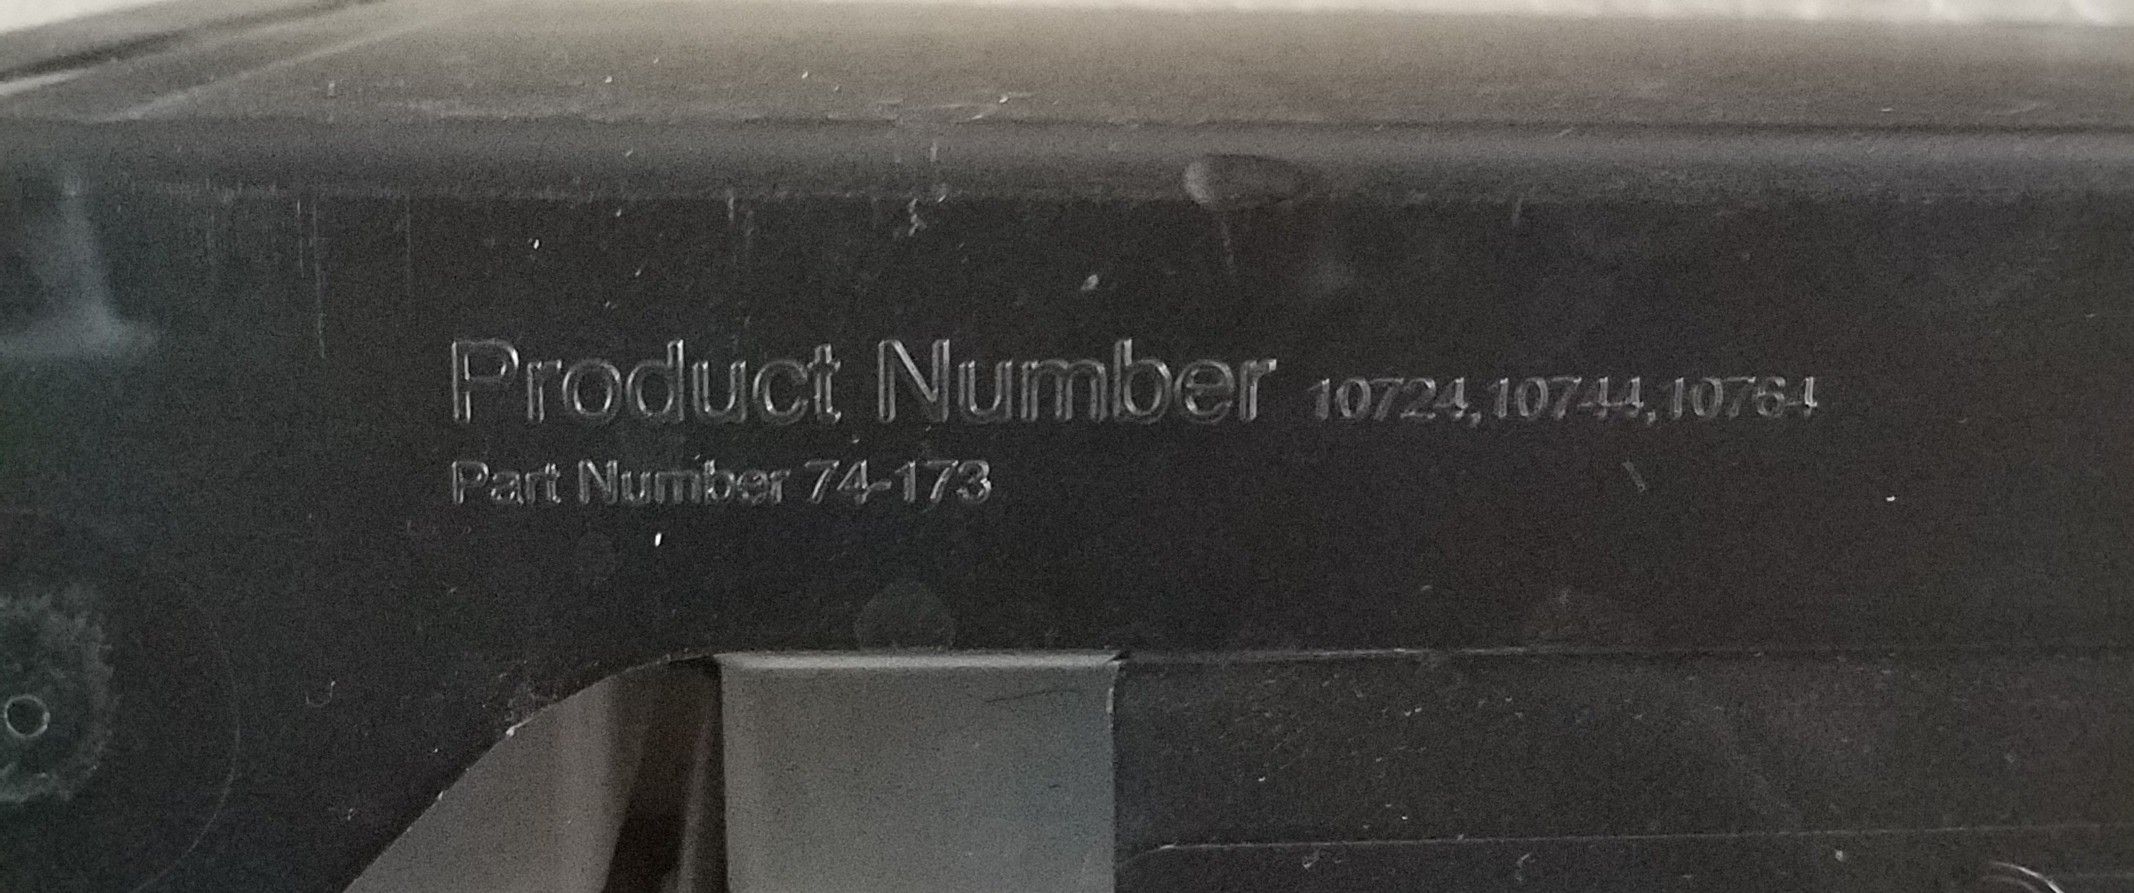 Product Number 10724,10744,10764
Part Number 74-173